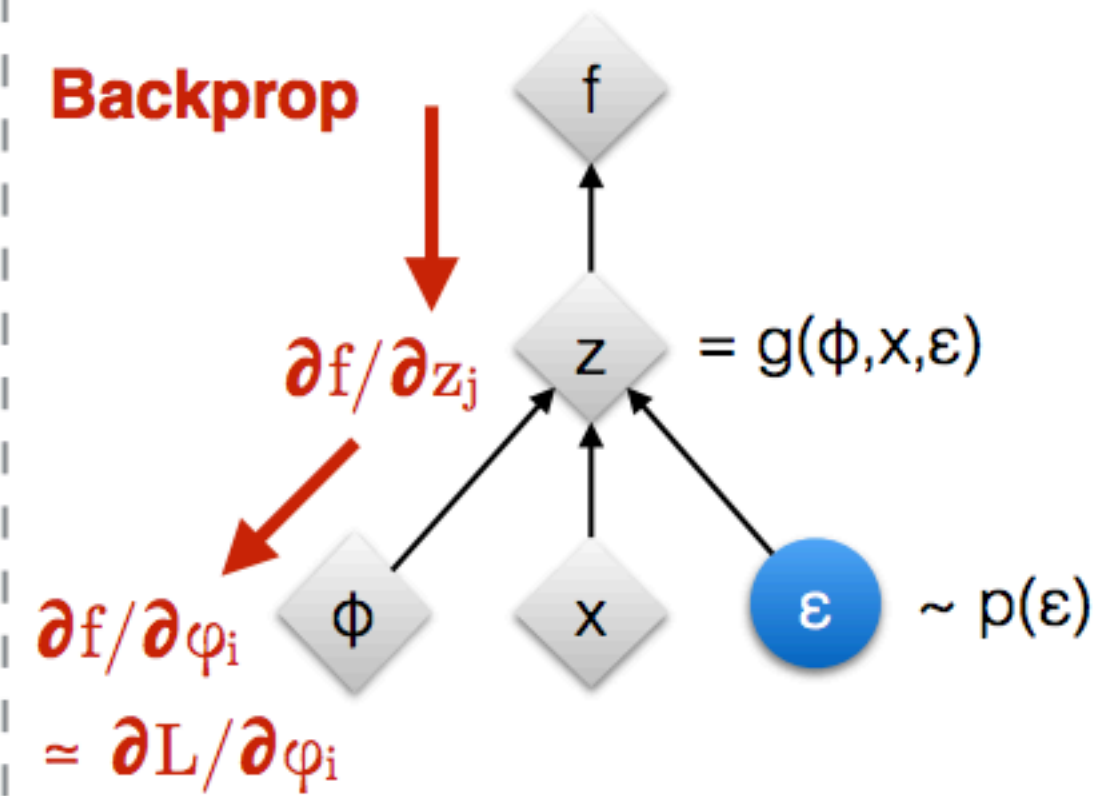 f
Backprop
∂f/∂zj
z
= g(ϕ,x,ε)
ϕ
x
ε
~ p(ε)
∂f/∂φi
≃ ∂L/∂φi